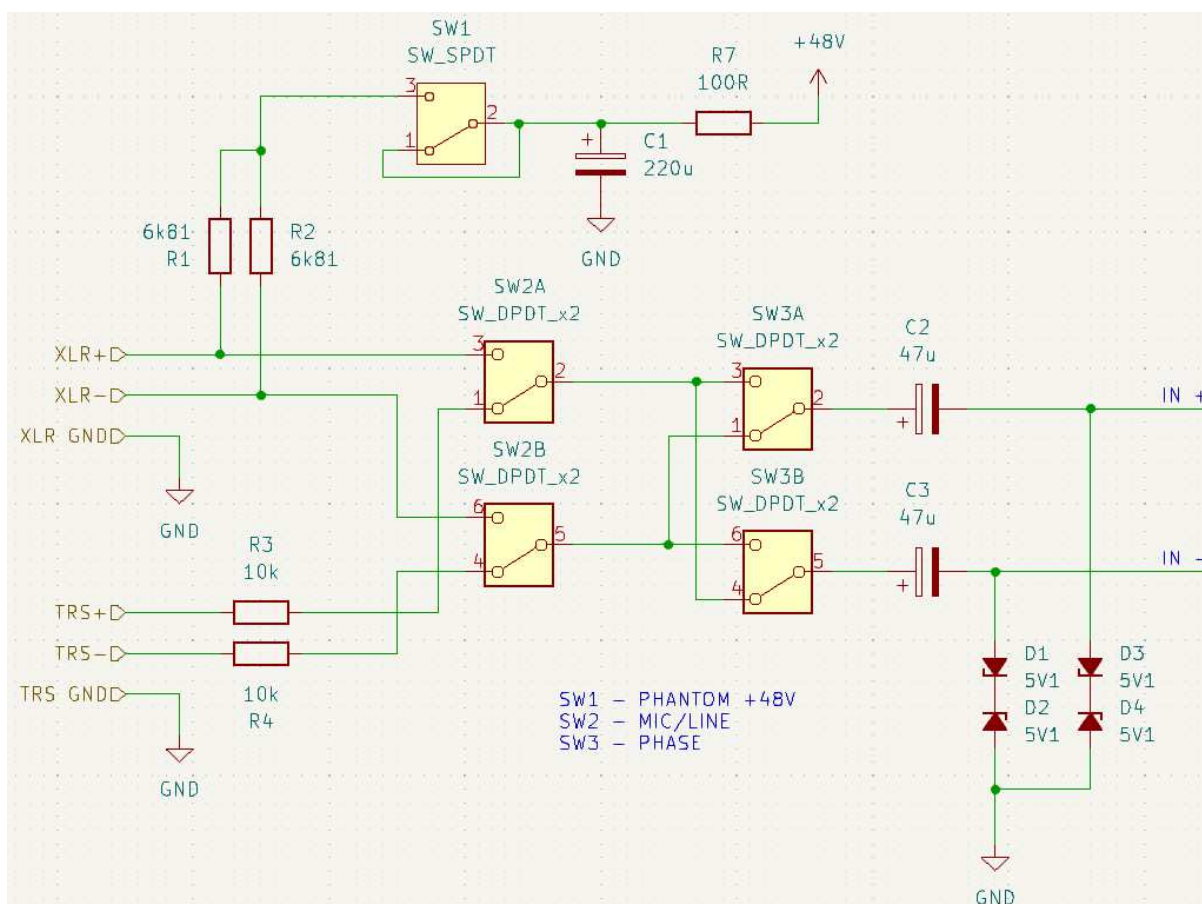 SW1
SW_SPDT
+48V
R7
100R
3
2
1
+
C1
220u
GND
6k81
R1
R2
6k81
SW2A
SW_DPDT_x2
3
2
1
SW3A
SW_DPDT_x2
3
2
1
C2
47u
+
IN +
XLR+
XLR-
XLR GND
GND
SW2B
SW_DPDT_x2
6
5
4
SW3B
SW_DPDT_x2
6
5
4
C3
47u
+
IN -
R3
10k
TRS+
TRS-
TRS GND
10k
R4
GND
SW1 - PHANTOM +48V
SW2 - MIC/LINE
SW3 - PHASE
D1
5V1
D2
5V1
D3
5V1
D4
5V1
GND